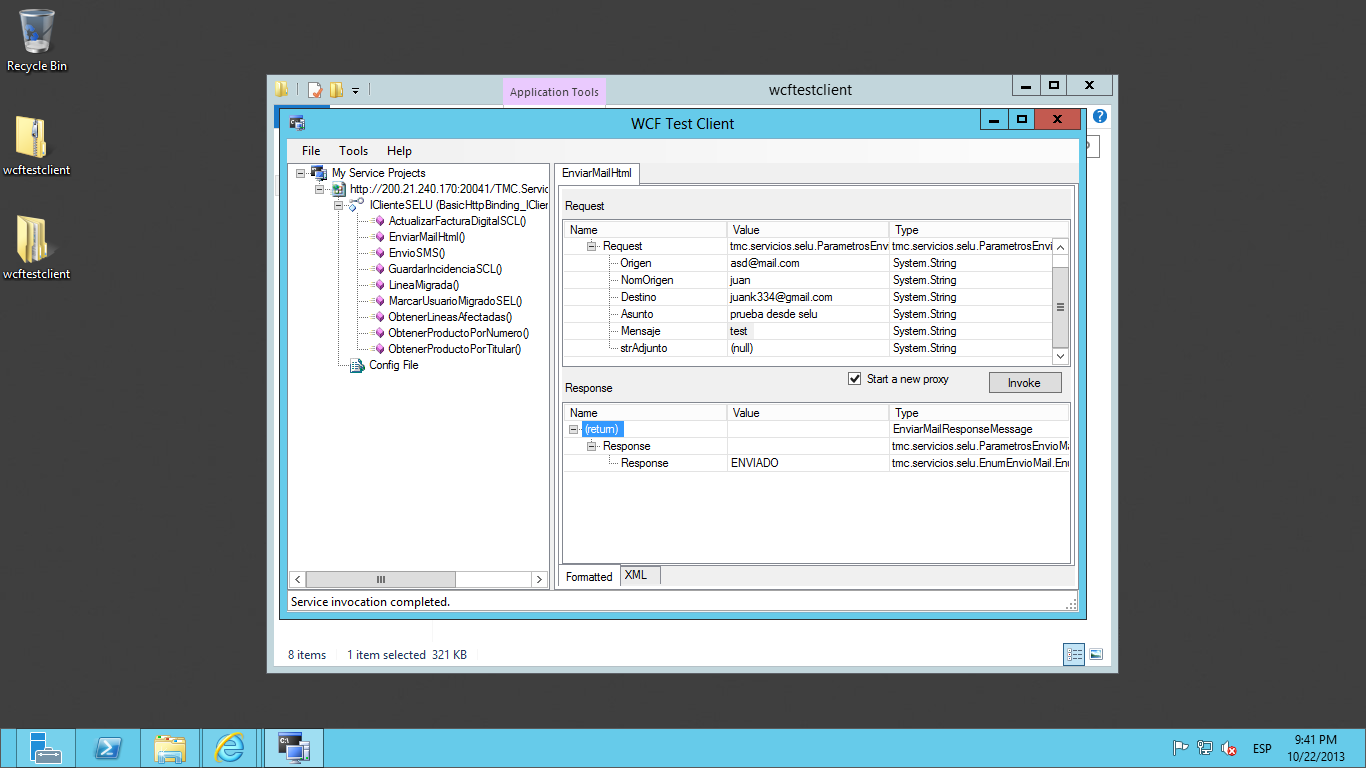 Recycle Bin
wcftestclient
wcftestclient
Application Tools
wcftestclient
WCF Test Client
File Tools Help
My Service Projects
http://200.21.240.170:20041/TMC.Servic
IClienteSELU (BasicHttpBinding_IClien
ActualizarFacturaDigitalSCL()
EnviarMailHtml()
EnvioSMS()
GuardarIncidenciaSCL()
LineaMigrada()
MarcarUsuarioMigradoSEL()
ObtenerLineasAfectadas()
ObtenerProductoPorNumero()
ObtenerProductoPorTitular()
Config File
EnviarMailHtml
Request
Name Value Type
Request tmc.servicios.selu.ParametrosEnv tmc.servicios.selu.ParametrosEnvi
Origen asd@mail.com System.String
NomOrigen juan System.String
Destino juank334@gmail.com System.String
Asunto prueba desde selu System.String
Mensaje test System.String
strAdjunto (null) System.String
Response
Start a new proxy
Invoke
Name Value Type
(return) EnviarMailResponseMessage
Response tmc.servicios.selu.ParametrosEnvioMa
Response ENVIADO tmc.servicios.selu.EnumEnvioMail.Enu
Formatted XML
Service invocation completed.
8 items 1 item selected 321 KB
ESP
9:41 PM
10/22/2013